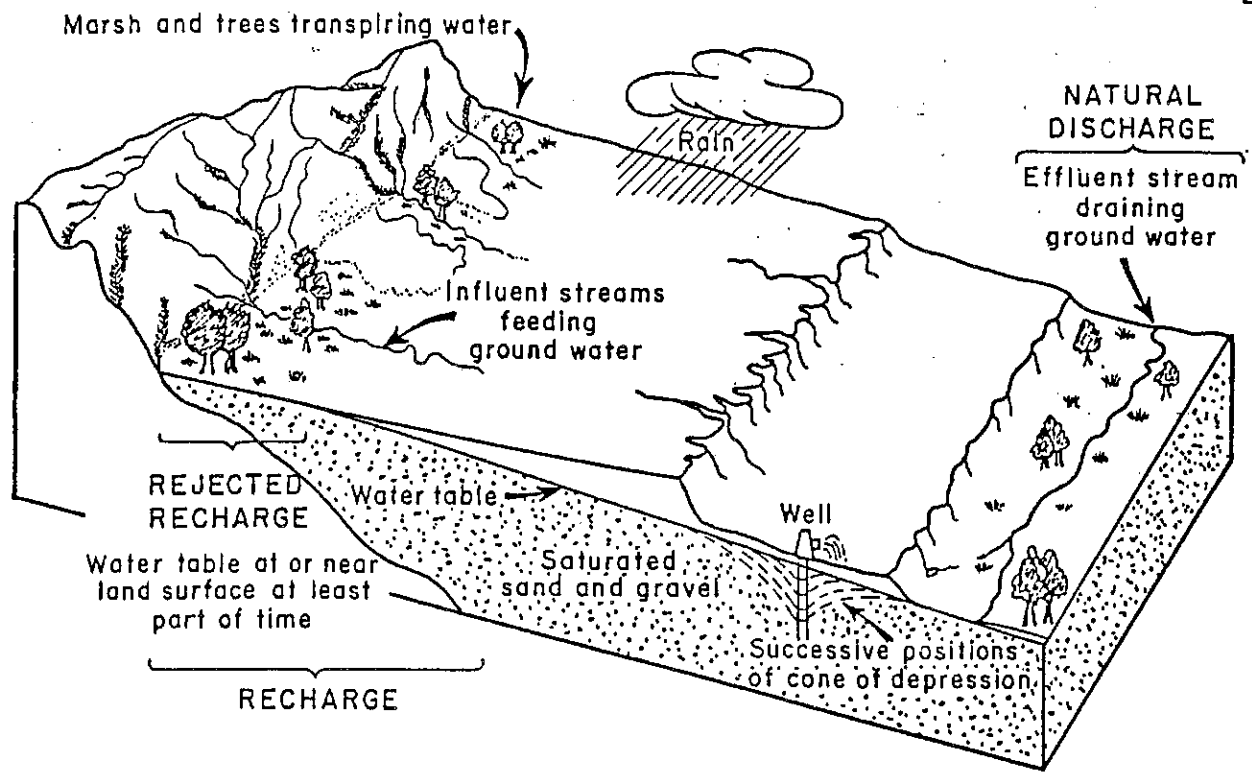 Marsh and trees transpiring water
Rain
NATURAL
DISCHARGE
Effluent stream
draining
ground water
Influent streams
feeding
ground water
REJECTED
RECHARGE
Water table at or near
land surface at least
part of time
RECHARGE
Water table
Saturated
sand and gravel
Well
Successive positions
of cone of depression